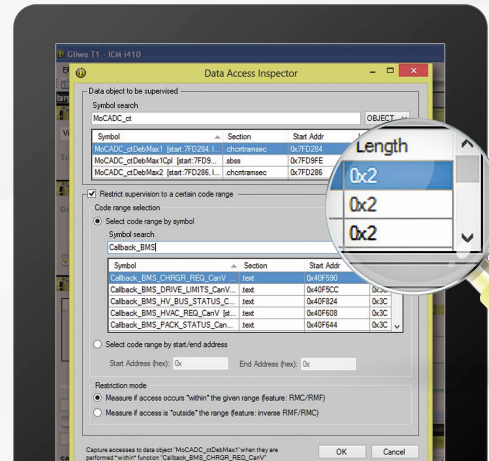 Gliwa T1 - ICM i410
Data Access Inspector
Data object to be supervised
Symbol search
MoCADC_ct
OBJECT
Symbol Section Start Addr
MoCADC_ctDebMax1 [start:7FD284, l... .chontramsec 0x7FD284
MoCADC_ctDebMax1Cpl [start:7FD9... .sbss 0x7FD9FE
MoCADC_ctDebMax2 [start:7FD286, l... .chontramsec 0x7FD286
Length
0x2
0x2
0x2
Restrict supervision to a certain code range
Code range selection
Select code range by symbol
Symbol search
Callback_BMS
Symbol Section Start Addr
Callback_BMS_CHRGR_REQ_CanV ... .text 0x40F590
Callback_BMS_DRIVE_LIMITS_CanV... .text 0x40F5CC 0x3C
Callback_BMS_HV_BUS_STATUS_C... .text 0x40F824 0x3C
Callback_BMS_HVAC_REQ_CanV [st... .text 0x40F608 0x3C
Callback_BMS_PACK_STATUS_Can... .text 0x40F644 0x3C
Select code range by start/end address
Start Address (hex): 0x End Address (hex): 0x
Restriction mode
Measure if access occurs "within" the given range (feature: RMC/RMF)
Measure if access is "outside" the range (feature: inverse RMF/RMC)
Capture accesses to data object "MoCADC_ctDebMax1" when they are
performed "within" function "Callback_BMS_CHRGR_REQ_CanV"
OK Cancel